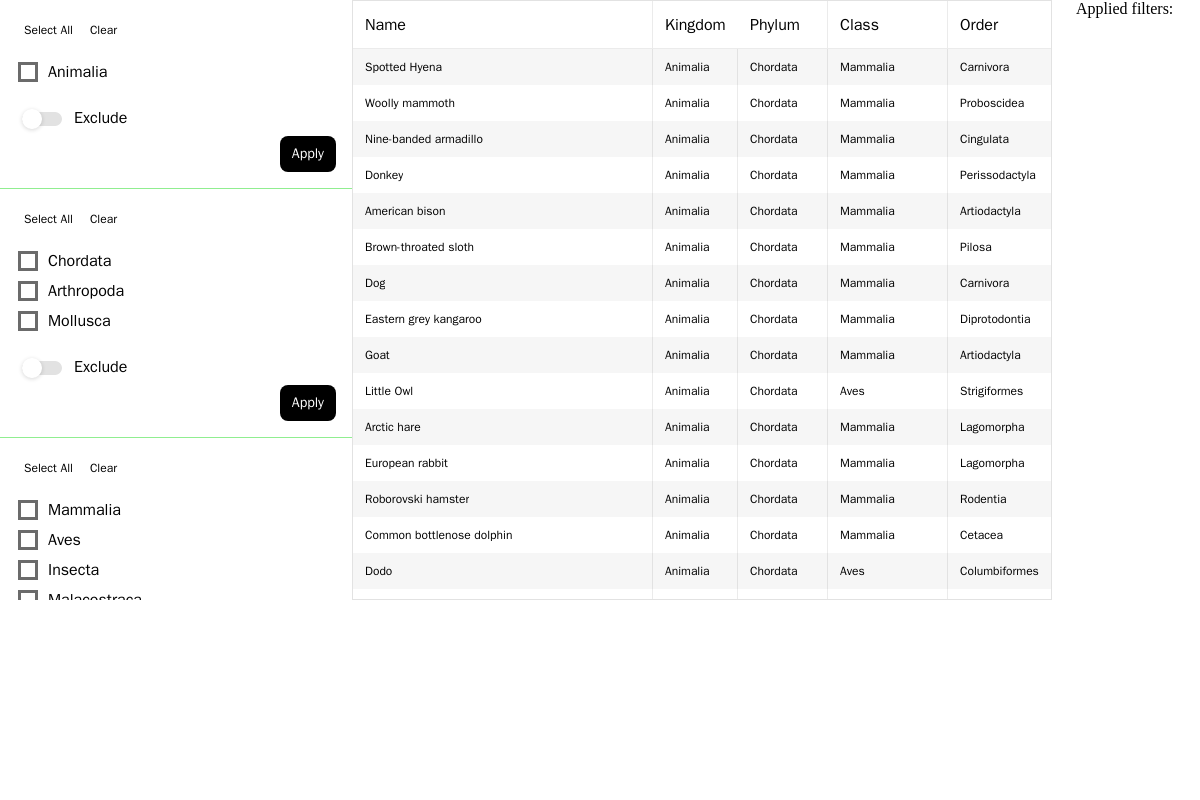 Select All Clear
Animalia
Exclude
Apply
Select All Clear
Chordata
Arthropoda
Mollusca
Exclude
Apply
Select All Clear
Mammalia
Aves
Insecta
Malacostraca
Name Kingdom Phylum Class Order
Spotted Hyena Animalia Chordata Mammalia Carnivora
Woolly mammoth Animalia Chordata Mammalia Proboscidea
Nine-banded armadillo Animalia Chordata Mammalia Cingulata
Donkey Animalia Chordata Mammalia Perissodactyla
American bison Animalia Chordata Mammalia Artiodactyla
Brown-throated sloth Animalia Chordata Mammalia Pilosa
Dog Animalia Chordata Mammalia Carnivora
Eastern grey kangaroo Animalia Chordata Mammalia Diprotodontia
Goat Animalia Chordata Mammalia Artiodactyla
Little Owl Animalia Chordata Aves Strigiformes
Arctic hare Animalia Chordata Mammalia Lagomorpha
European rabbit Animalia Chordata Mammalia Lagomorpha
Roborovski hamster Animalia Chordata Mammalia Rodentia
Common bottlenose dolphin Animalia Chordata Mammalia Cetacea
Dodo Animalia Chordata Aves Columbiformes
Applied filters: